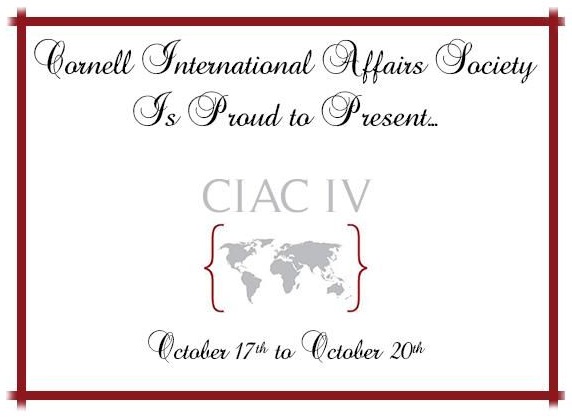 Cornell International Affairs Society
Is Proud to Present...
CIAC IV
October 17th to October 20th